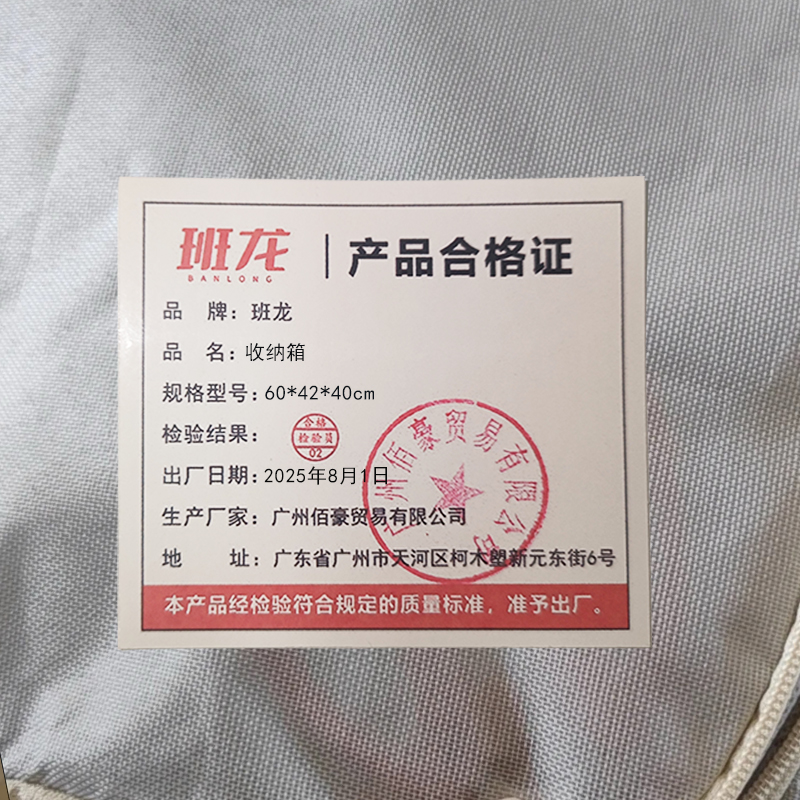 班龙
BANLONG
产品合格证
品 牌：班龙
品 名：收纳箱
规格型号：60*42*40cm
检验结果：
合格
检验员
02
出厂日期：2025年8月1日
生产厂家：广州佰豪贸易有限公司
地 址：广东省广州市天河区柯木塱新元东街6号
广州佰豪贸易有限公司
本产品经检验符合规定的质量标准，准予出厂。